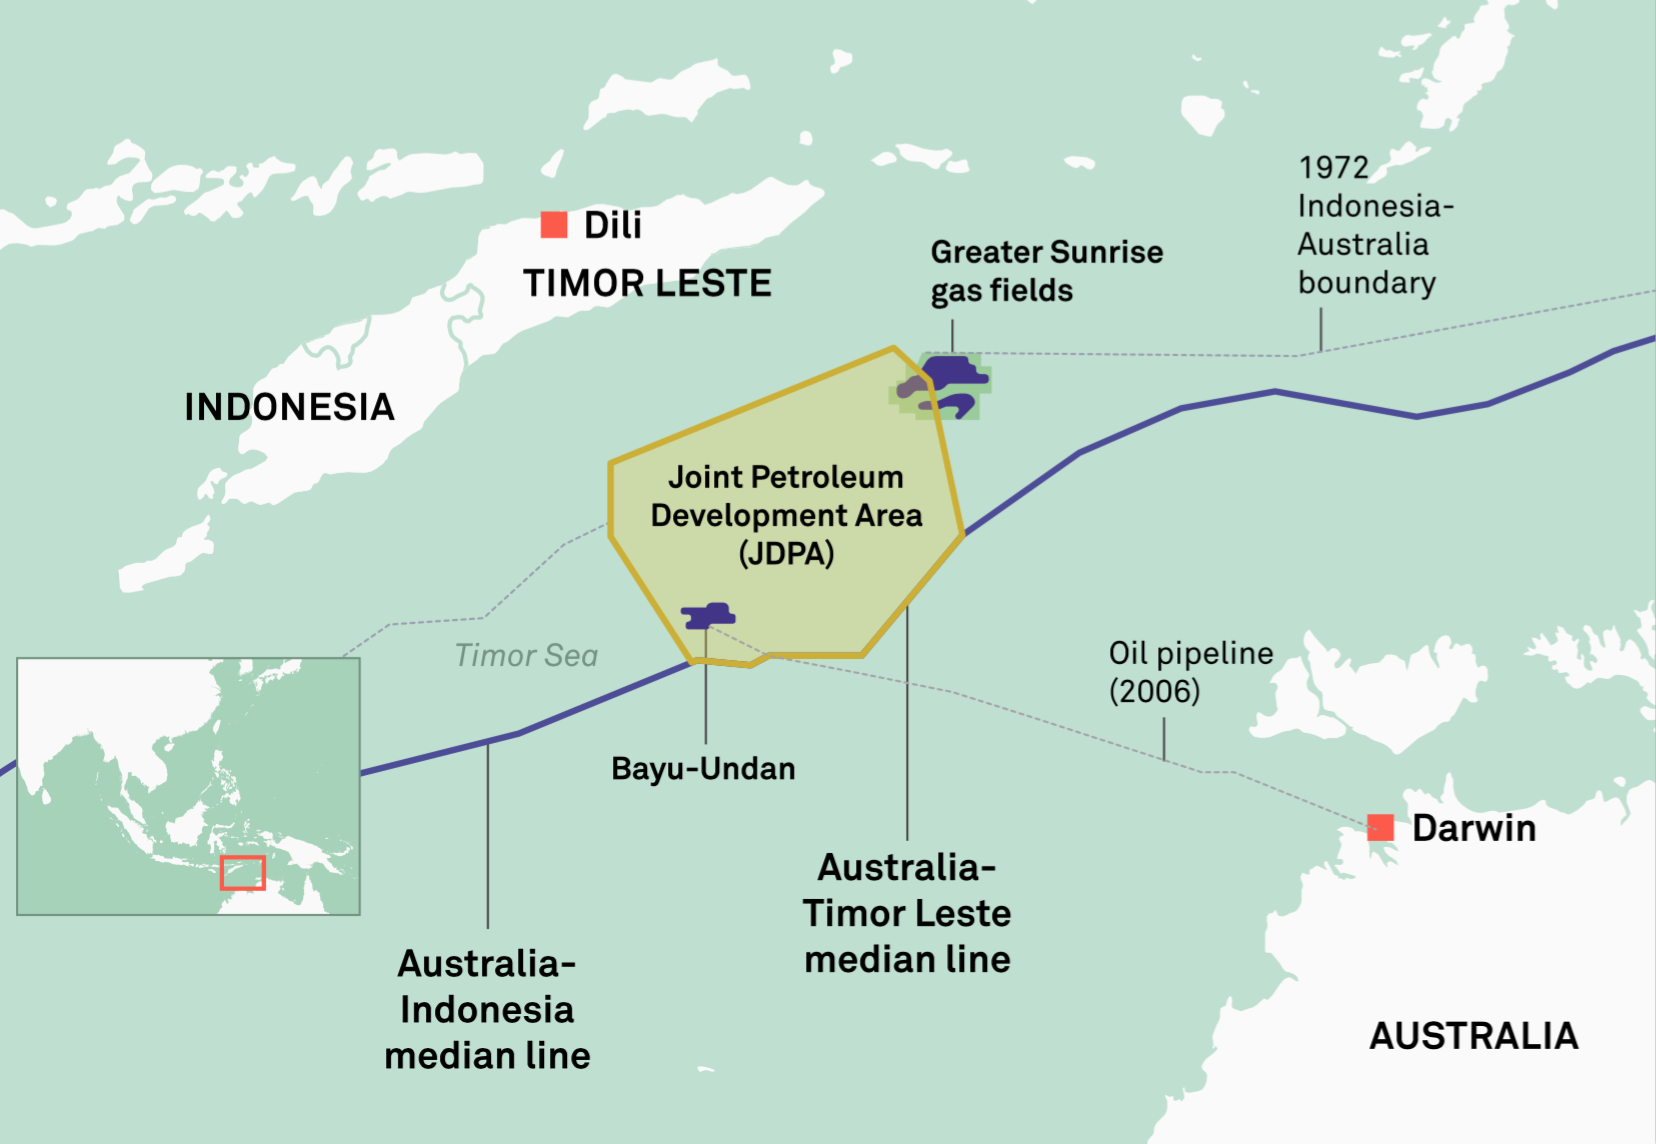 1972
Indonesia-
Australia
boundary
Dili
TIMOR LESTE
Greater Sunrise
gas fields
INDONESIA
Joint Petroleum
Development Area
(JDPA)
Timor Sea
Oil pipeline
(2006)
Bayu-Undan
Darwin
Australia-
Timor Leste
median line
Australia-
Indonesia
median line
AUSTRALIA